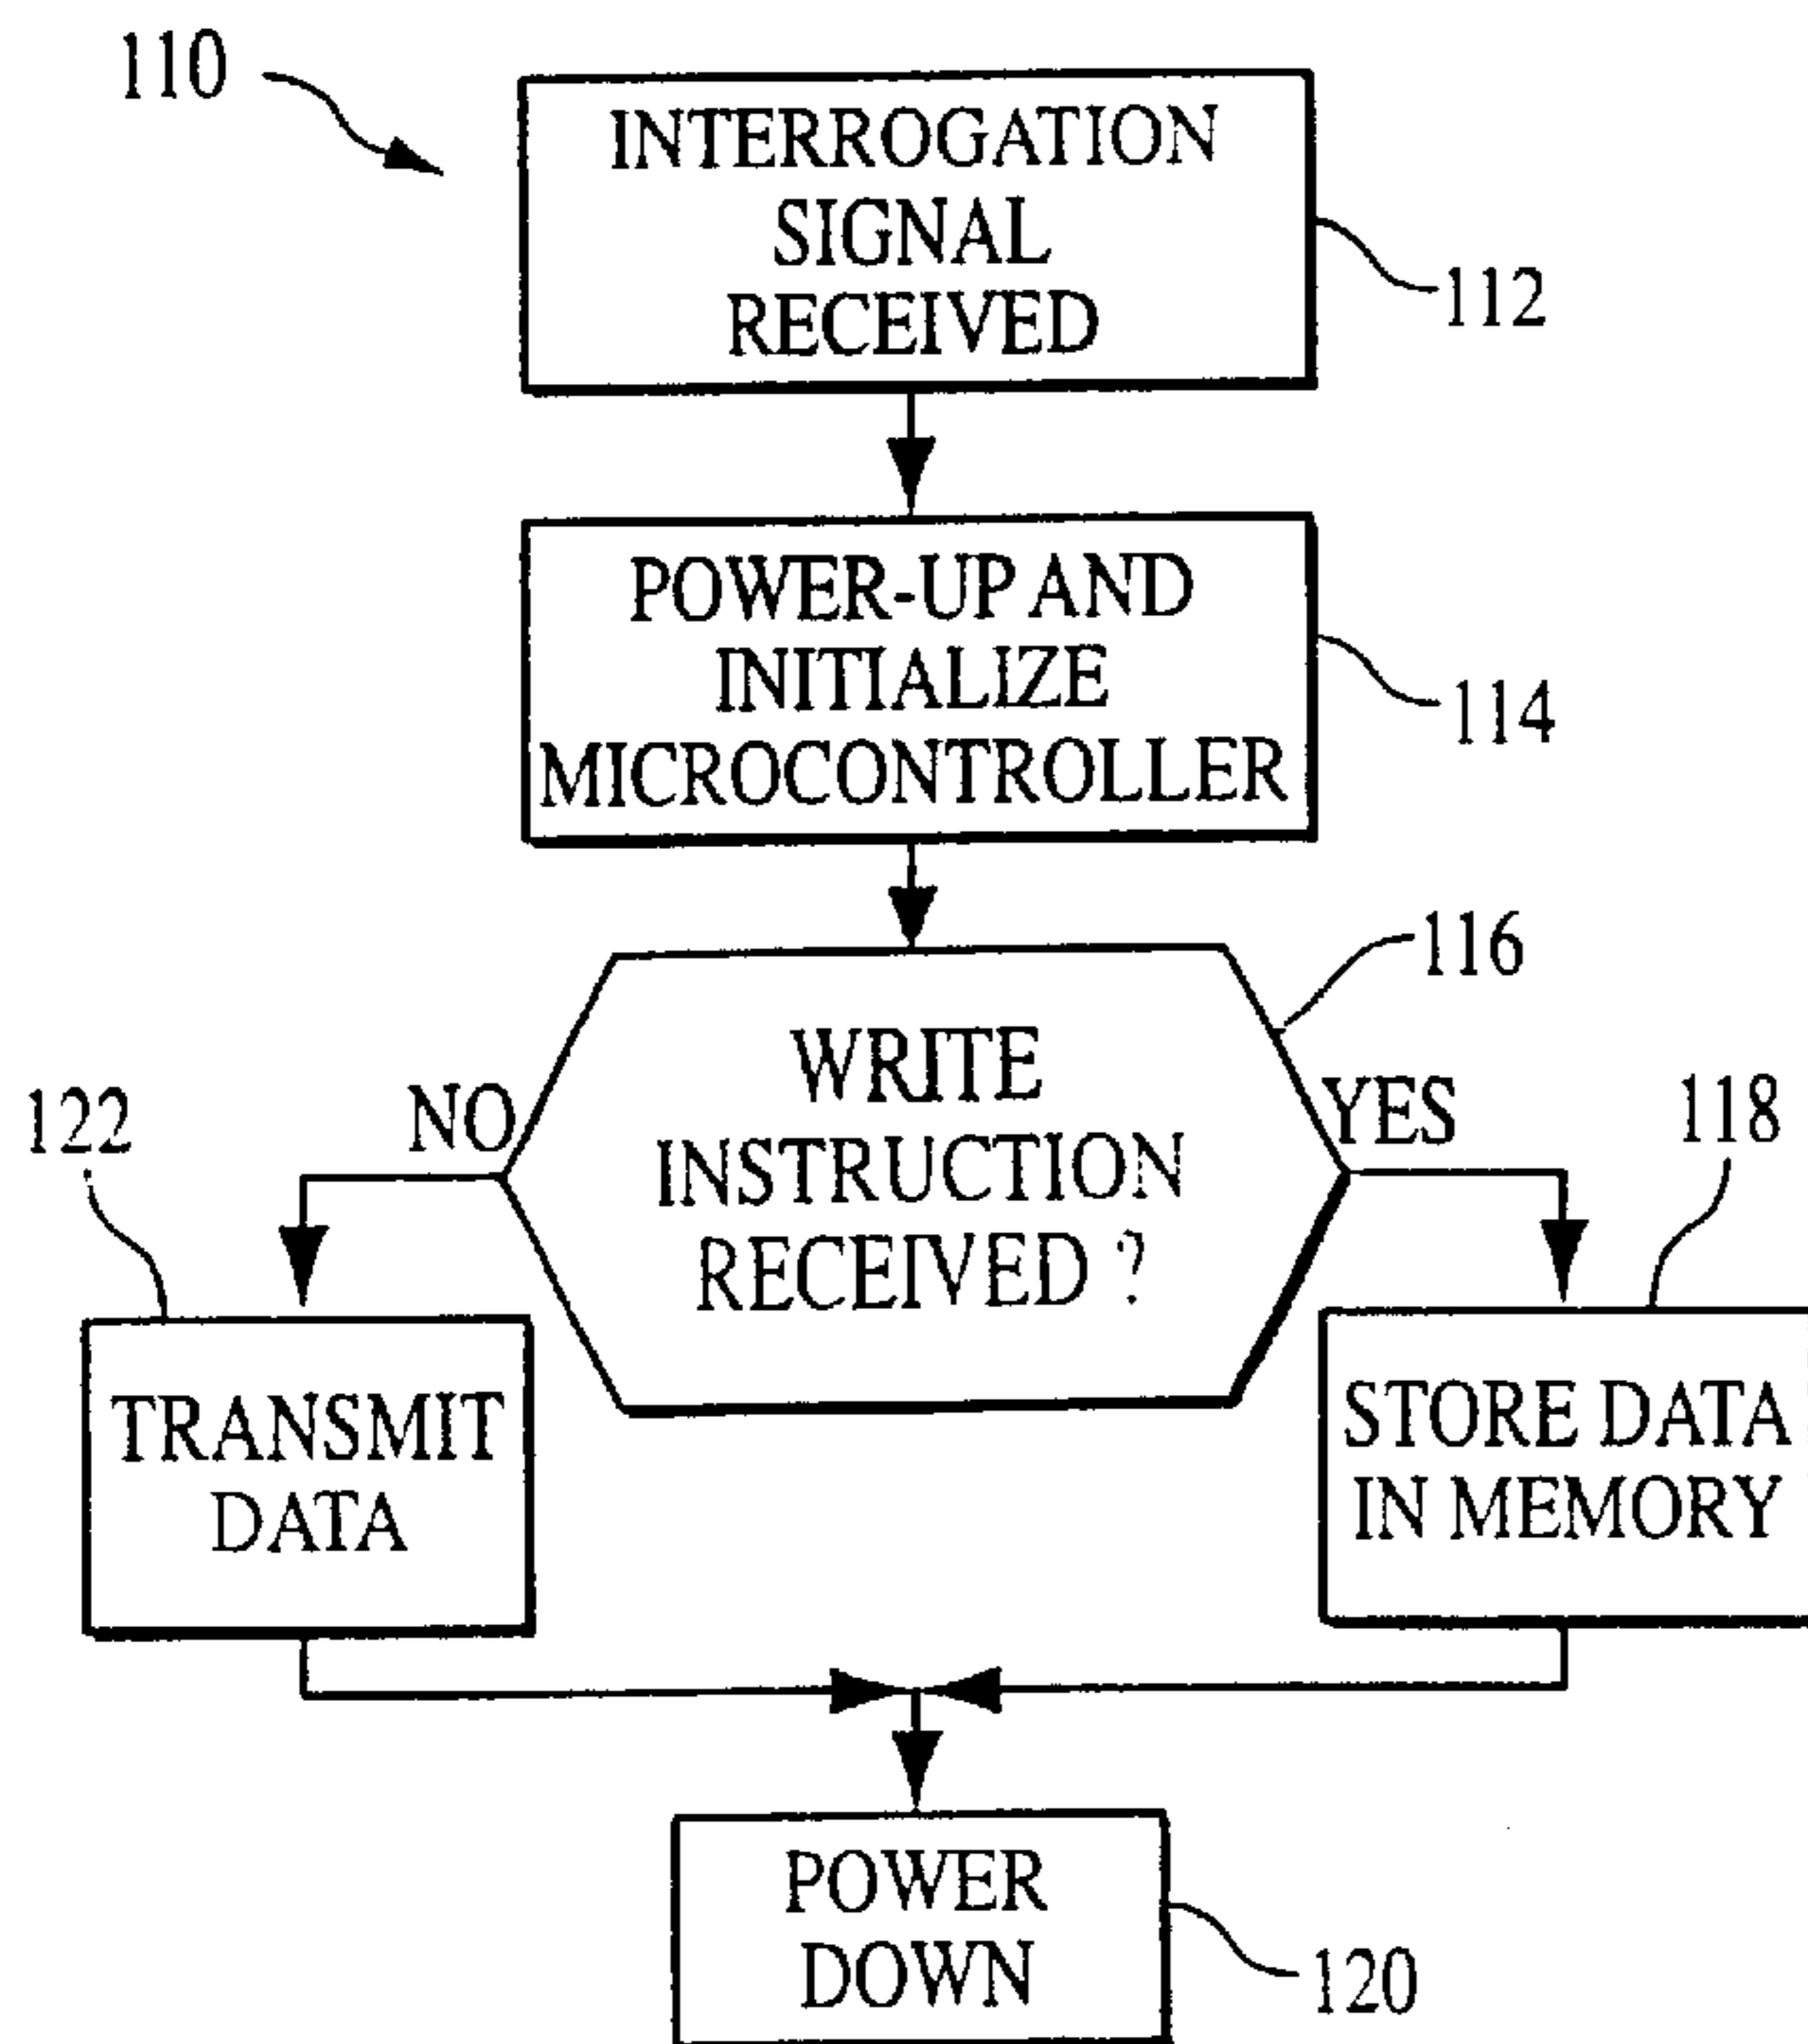 110
INTERROGATION
SIGNAL
RECEIVED
112
POWER-UP AND
INITIALIZE
MICROCONTROLLER
114
116
WRITE
INSTRUCTION
RECEIVED ?
NO
YES
122
118
TRANSMIT
DATA
STORE DATA
IN MEMORY
POWER
DOWN
120